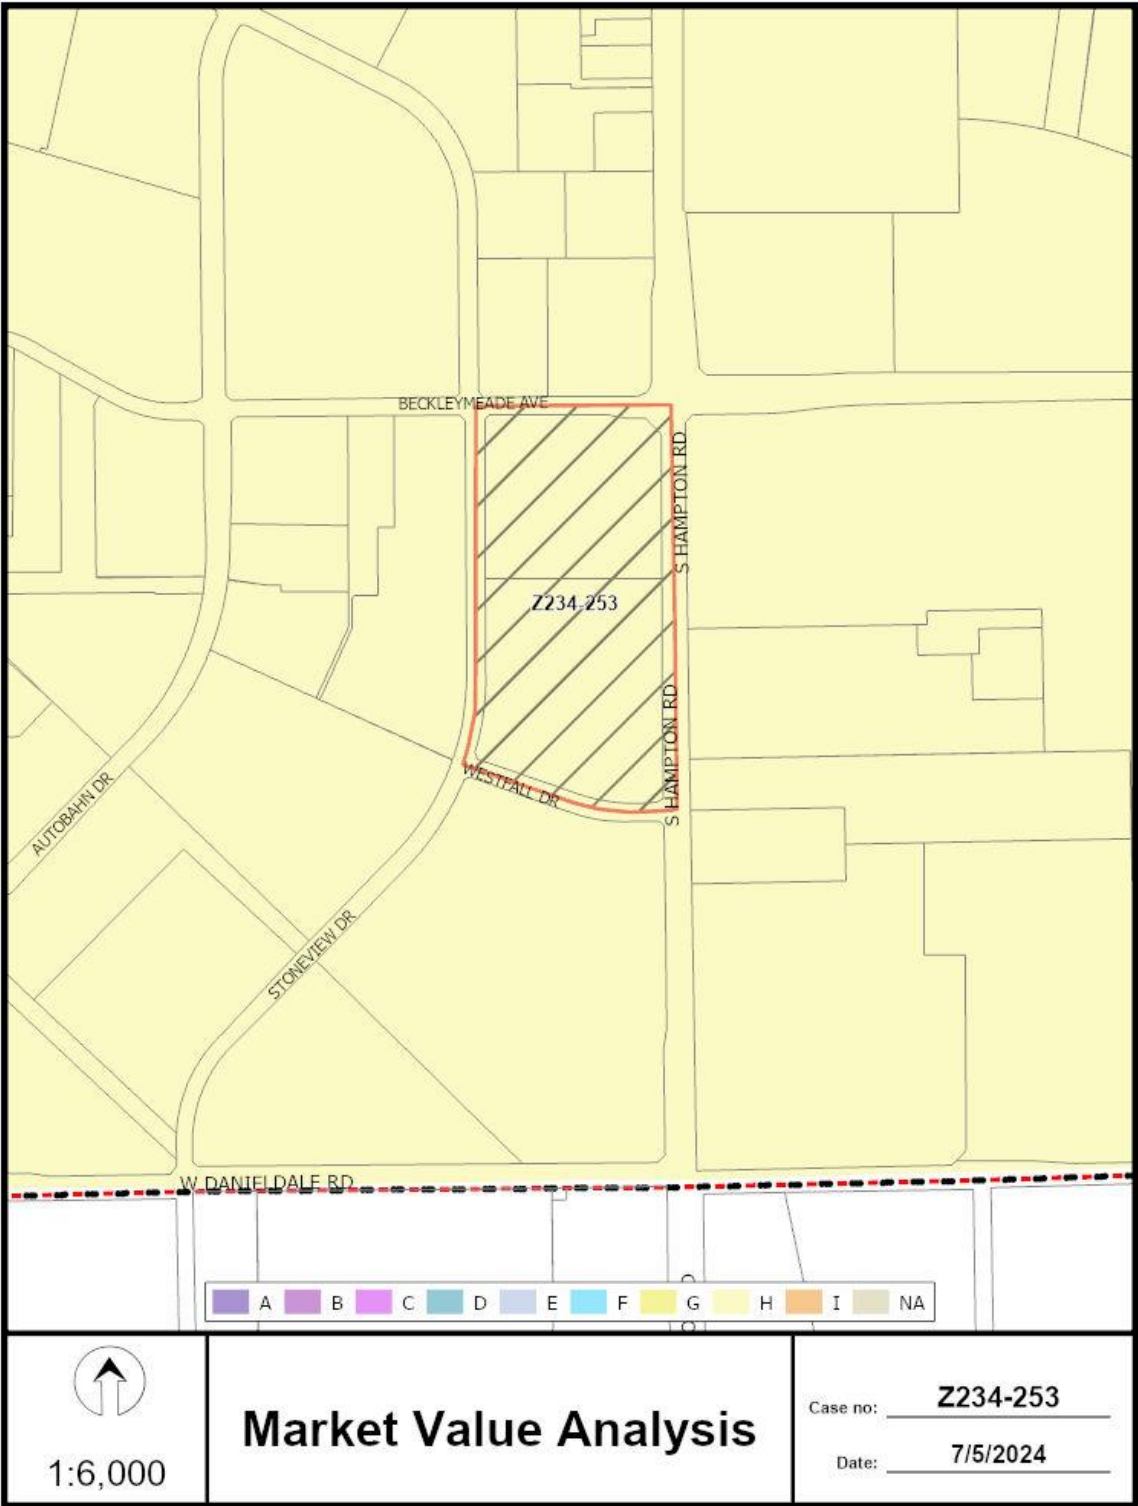 BECKLEYMEADE AVE
S HAMPTON RD
Z234-253
S HAMPTON RD
WESTFALL DR
AUTOBAHN DR
STONEVIEW DR
W DANIELDALE RD
A B C D E F G H I NA
1:6,000
Market Value Analysis
Case no: Z234-253
Date: 7/5/2024